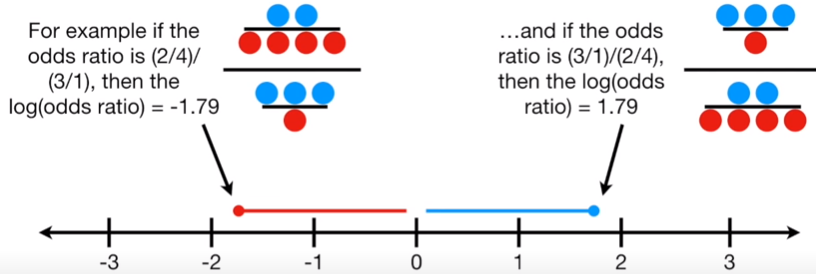 For example if the
odds ratio is (2/4)/
(3/1), then the
log(odds ratio) = -1.79
...and if the odds
ratio is (3/1)/(2/4),
then the log(odds
ratio) = 1.79
-3 -2 -1 0 1 2 3